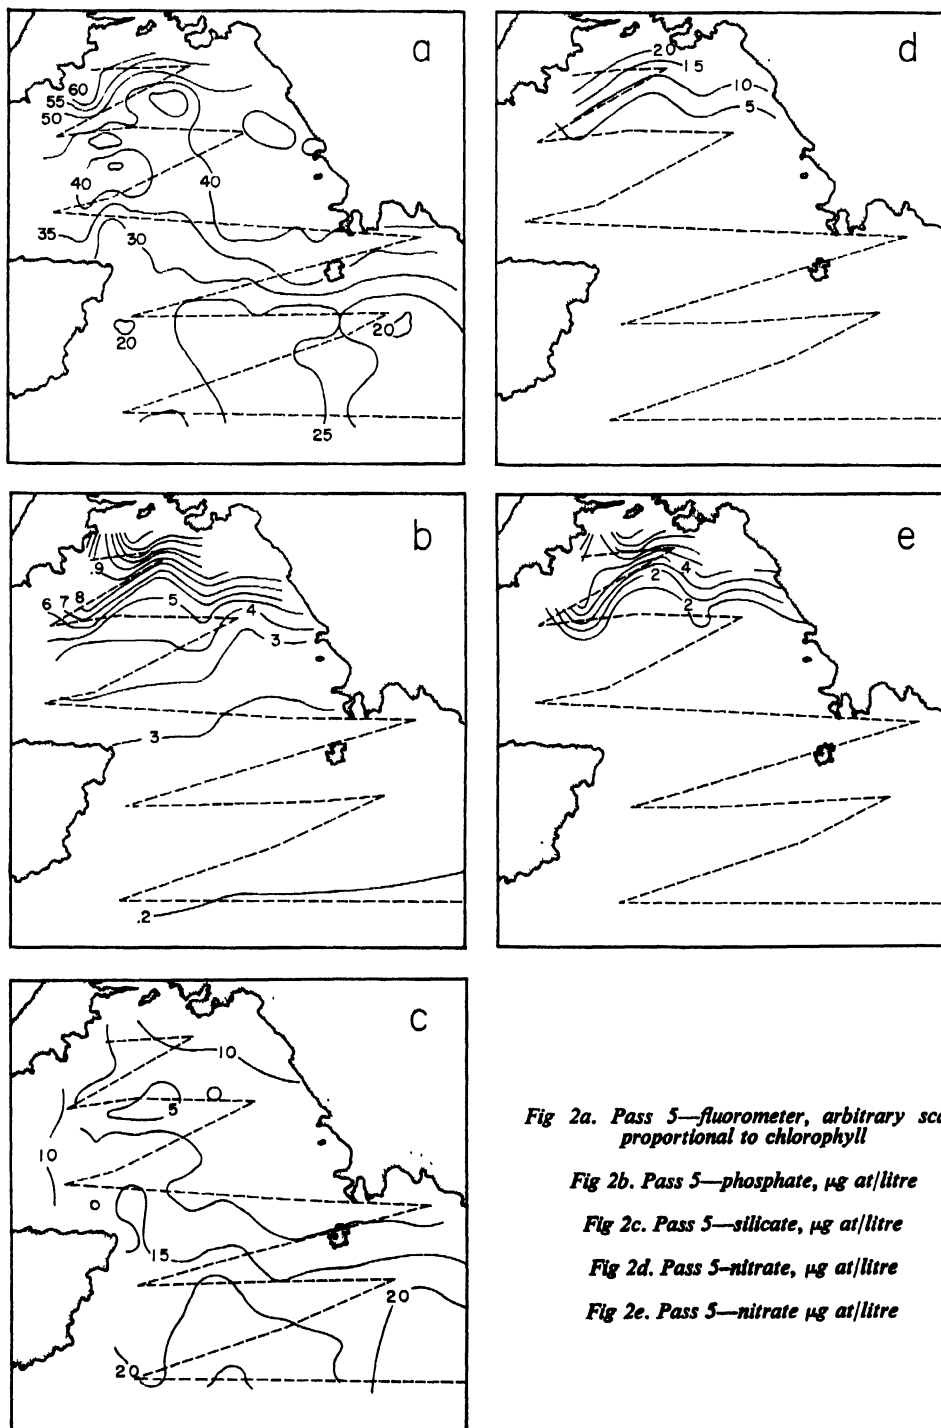 a
60
55
50
40
40
35
30
20
20
25
d
20
15
10
5
b
.9
6 7 8
5
4
3
3
.2
e
4
2
2
c
10
5
10
15
20
20
Fig 2a. Pass 5—fluorometer, arbitrary
proportional to chlorophyll
Fig 2b. Pass 5—phosphate, μg at/litre
Fig 2c. Pass 5—silicate, μg at/litre
Fig 2d. Pass 5-nitrate, μg at/litre
Fig 2e. Pass 5—nitrate μg at/litre